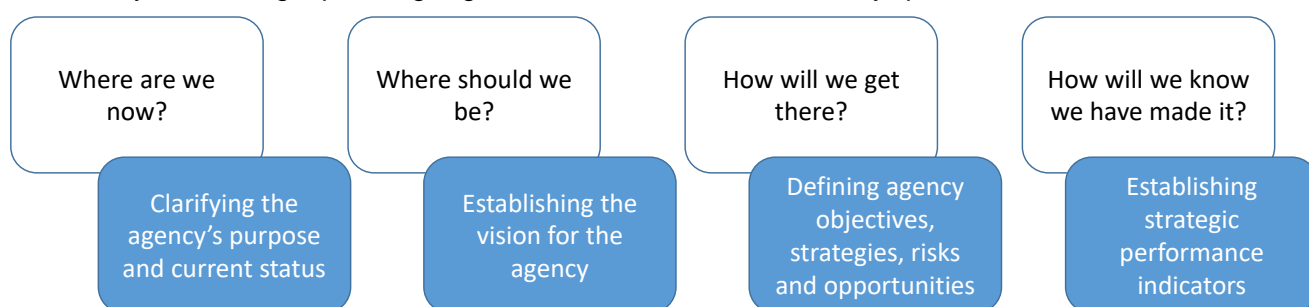 Where are we
now?
Clarifying the
agency’s purpose
and current status
Where should we
be?
Establishing the
vision for the
agency
How will we get
there?
Defining agency
objectives,
strategies, risks
and opportunities
How will we know
we have made it?
Establishing
strategic
performance
indicators